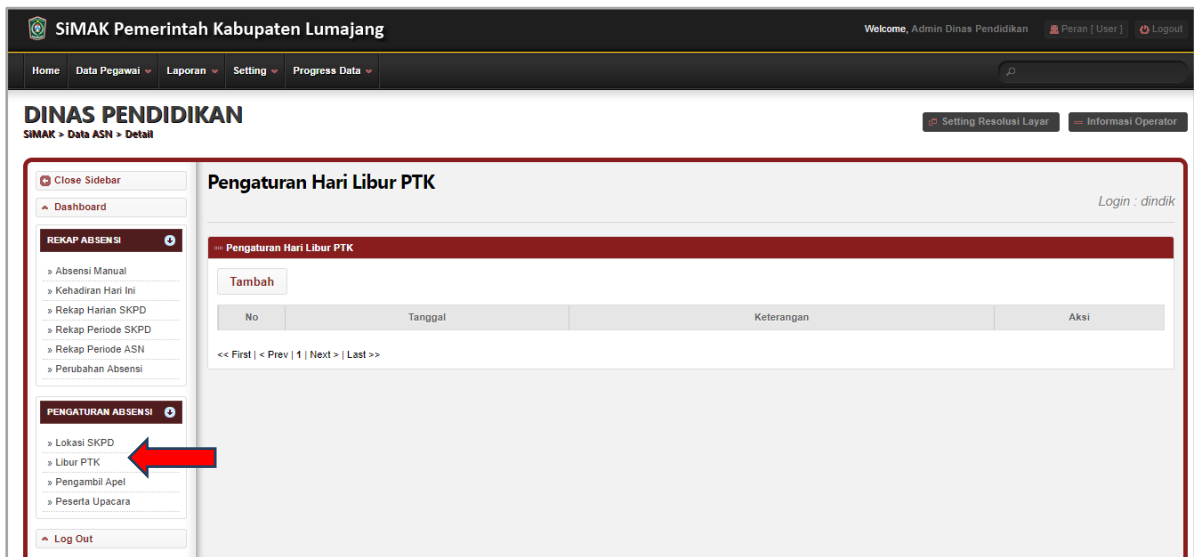 SiMAK Pemerintah Kabupaten Lumajang
Welcome, Admin Dinas Pendidikan
Peran [ User ]
Logout
Home
Data Pegawai
Laporan
Setting
Progress Data
DINAS PENDIDIKAN
SiMAK > Data ASN > Detail
Setting Resolusi Layar
Informasi Operator
Close Sidebar
Dashboard
REKAP ABSENSI
» Absensi Manual
» Kehadiran Hari Ini
» Rekap Harian SKPD
» Rekap Periode SKPD
» Rekap Periode ASN
» Perubahan Absensi
PENGATURAN ABSENSI
» Lokasi SKPD
» Libur PTK
» Pengambil Apel
» Peserta Upacara
Log Out
Pengaturan Hari Libur PTK
Login : dindik
Pengaturan Hari Libur PTK
Tambah
No Tanggal Keterangan Aksi
<< First | < Prev | 1 | Next > | Last >>